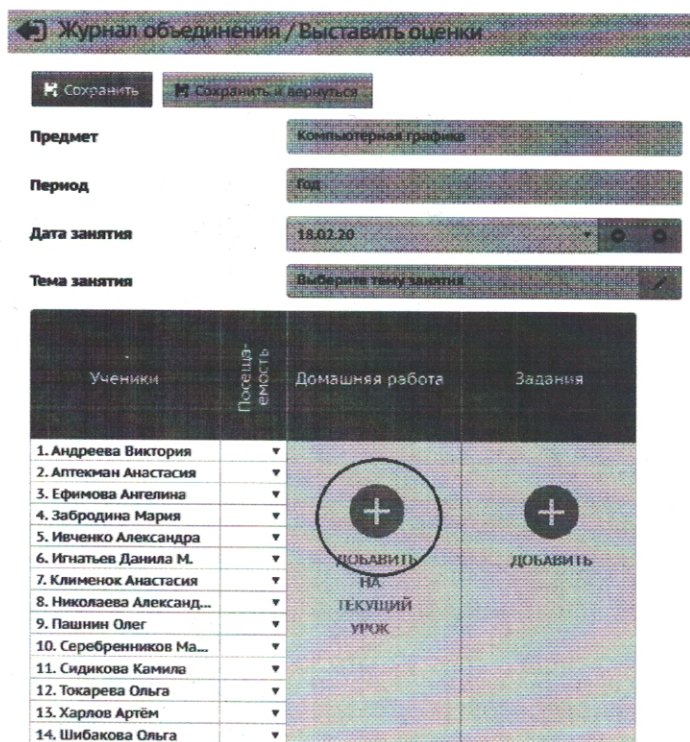 Журнал объединения / Выставить оценки
Сохранить
Сохранить и вернуться
Предмет
Компьютерная графика
Период
Год
Дата занятия
18.02.20
Тема занятия
Выберите тему занятия
Ученики
Посеща-
емость
Домашняя работа
Задания
1. Андреева Виктория
2. Аптекман Анастасия
3. Ефимова Ангелина
4. Забродина Мария
5. Ивченко Александра
6. Игнатьев Данила М.
7. Клименок Анастасия
8. Николаева Александ...
9. Пашнин Олег
10. Серебренников Ма...
11. Сидикова Камила
12. Токарева Ольга
13. Харлов Артём
14. Шибакова Ольга
ДОБАВИТЬ
НА
ТЕКУЩИЙ
УРОК
ДОБАВИТЬ